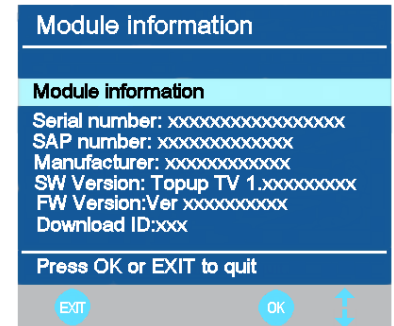 Module information
Module information
Serial number: xxxxxxxxxxxxxxxxx
SAP number: xxxxxxxxxxxxx
Manufacturer: xxxxxxxxxxxx
SW Version: Topup TV 1.xxxxxxxxx
FW Version:Ver xxxxxxxxxx
Download ID:xxx
Press OK or EXIT to quit
EXIT OK